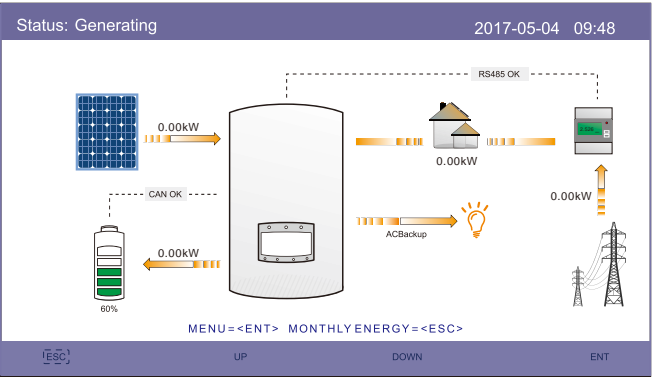 Status: Generating
2017-05-04 09:48
RS485 OK
0.00kW
0.00kW
CAN OK
0.00kW
0.00kW
ACBackup
60%
MENU=<ENT> MONTHLY ENERGY=<ESC>
ESC UP DOWN ENT